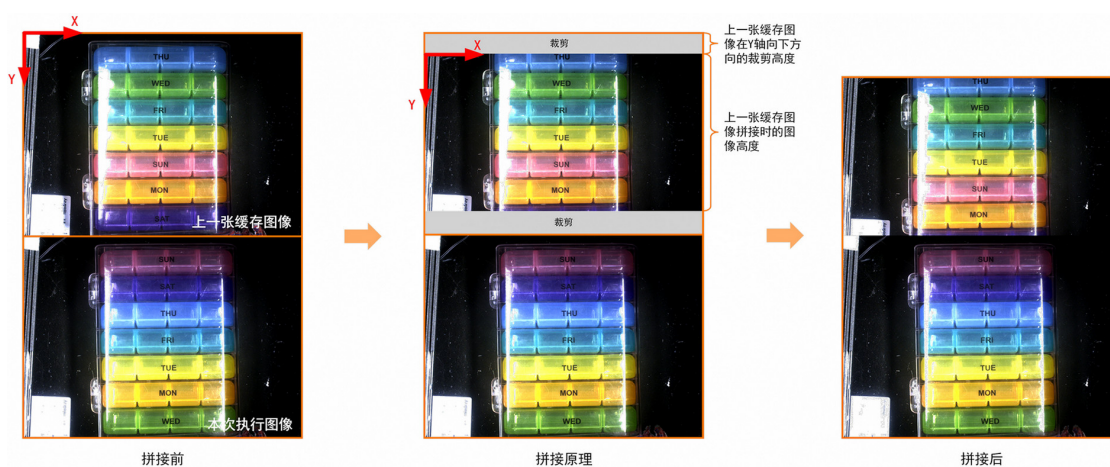 X
Y
THU
WED
FRI
TUE
SUN
MON
SAT
上一张缓存图像
SUN
SAT
THU
FRI
TUE
MON
WED
本次执行图像
拼接前
裁剪
X
Y
THU
WED
FRI
TUE
SUN
MON
裁剪
SUN
SAT
THU
FRI
TUE
MON
WED
拼接原理
上一张缓存图
像在Y轴向下方
向的裁剪高度
上一张缓存图
像拼接时的图
像高度
THU
WED
FRI
TUE
SUN
MON
SUN
SAT
THU
FRI
TUE
MON
WED
拼接后